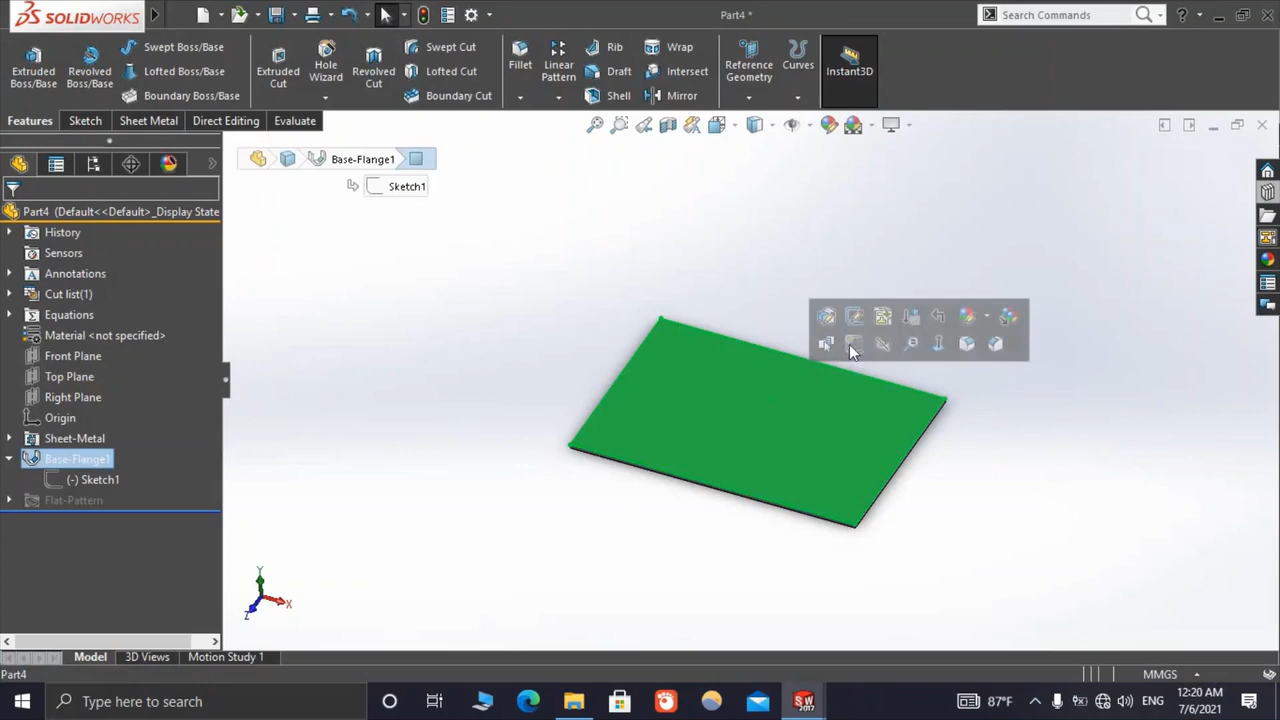 SOLIDWORKS
Part4 *
Search Commands
?
Extruded Boss/Base
Revolved Boss/Base
Swept Boss/Base
Lofted Boss/Base
Boundary Boss/Base
Extruded Cut
Hole Wizard
Revolved Cut
Swept Cut
Lofted Cut
Boundary Cut
Fillet
Linear Pattern
Rib
Draft
Shell
Wrap
Intersect
Mirror
Reference Geometry
Curves
Instant3D
Features
Sketch
Sheet Metal
Direct Editing
Evaluate
Base-Flange1
Sketch1
Part4 (Default<<Default>_Display State
History
Sensors
Annotations
Cut list(1)
Equations
Material <not specified>
Front Plane
Top Plane
Right Plane
Origin
Sheet-Metal
Base-Flange1
(-) Sketch1
Flat-Pattern
Y
X
Z
Model
3D Views
Motion Study 1
Part4
MMGS
Type here to search
SW
2017
87°F
ENG
12:20 AM
7/6/2021